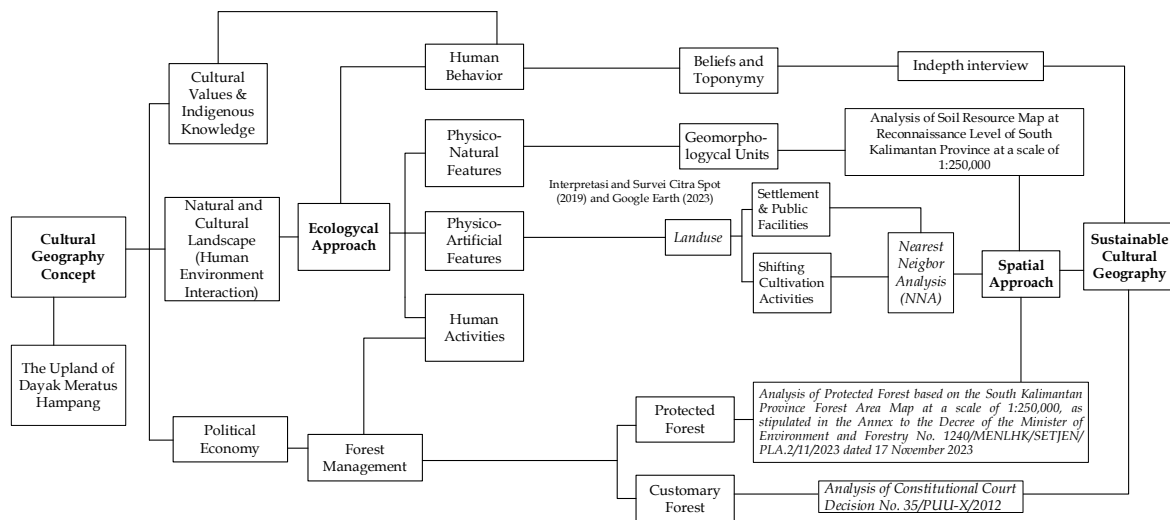 Cultural
Geography
Concept
The Upland of
Dayak Meratus
Hampang
Cultural
Values &
Indigenous
Knowledge
Natural and
Cultural
Landscape
(Human
Environment
Interaction)
Political
Economy
Ecologycal
Approach
Forest
Management
Human
Behavior
Physico-
Natural
Features
Physico-
Artificial
Features
Human
Activities
Beliefs and
Toponymy
Geomorpho-
logycal Units
Interpretasi and Survei Citra Spot
(2019) and Google Earth (2023)
Landuse
Settlement
& Public
Facilities
Shifting
Cultivation
Activities
Protected
Forest
Customary
Forest
Indepth interview
Analysis of Soil Resource Map at
Reconnaissance Level of South
Kalimantan Province at a scale of
1:250,000
Nearest
Neigbor
Analysis
(NNA)
Spatial
Approach
Analysis of Protected Forest based on the South Kalimantan
Province Forest Area Map at a scale of 1:250,000, as
stipulated in the Annex to the Decree of the Minister of
Environment and Forestry No. 1240/MENLHK/SETJEN/
PLA.2/11/2023 dated 17 November 2023
Analysis of Constitutional Court
Decision No. 35/PUU-X/2012
Sustainable
Cultural
Geography